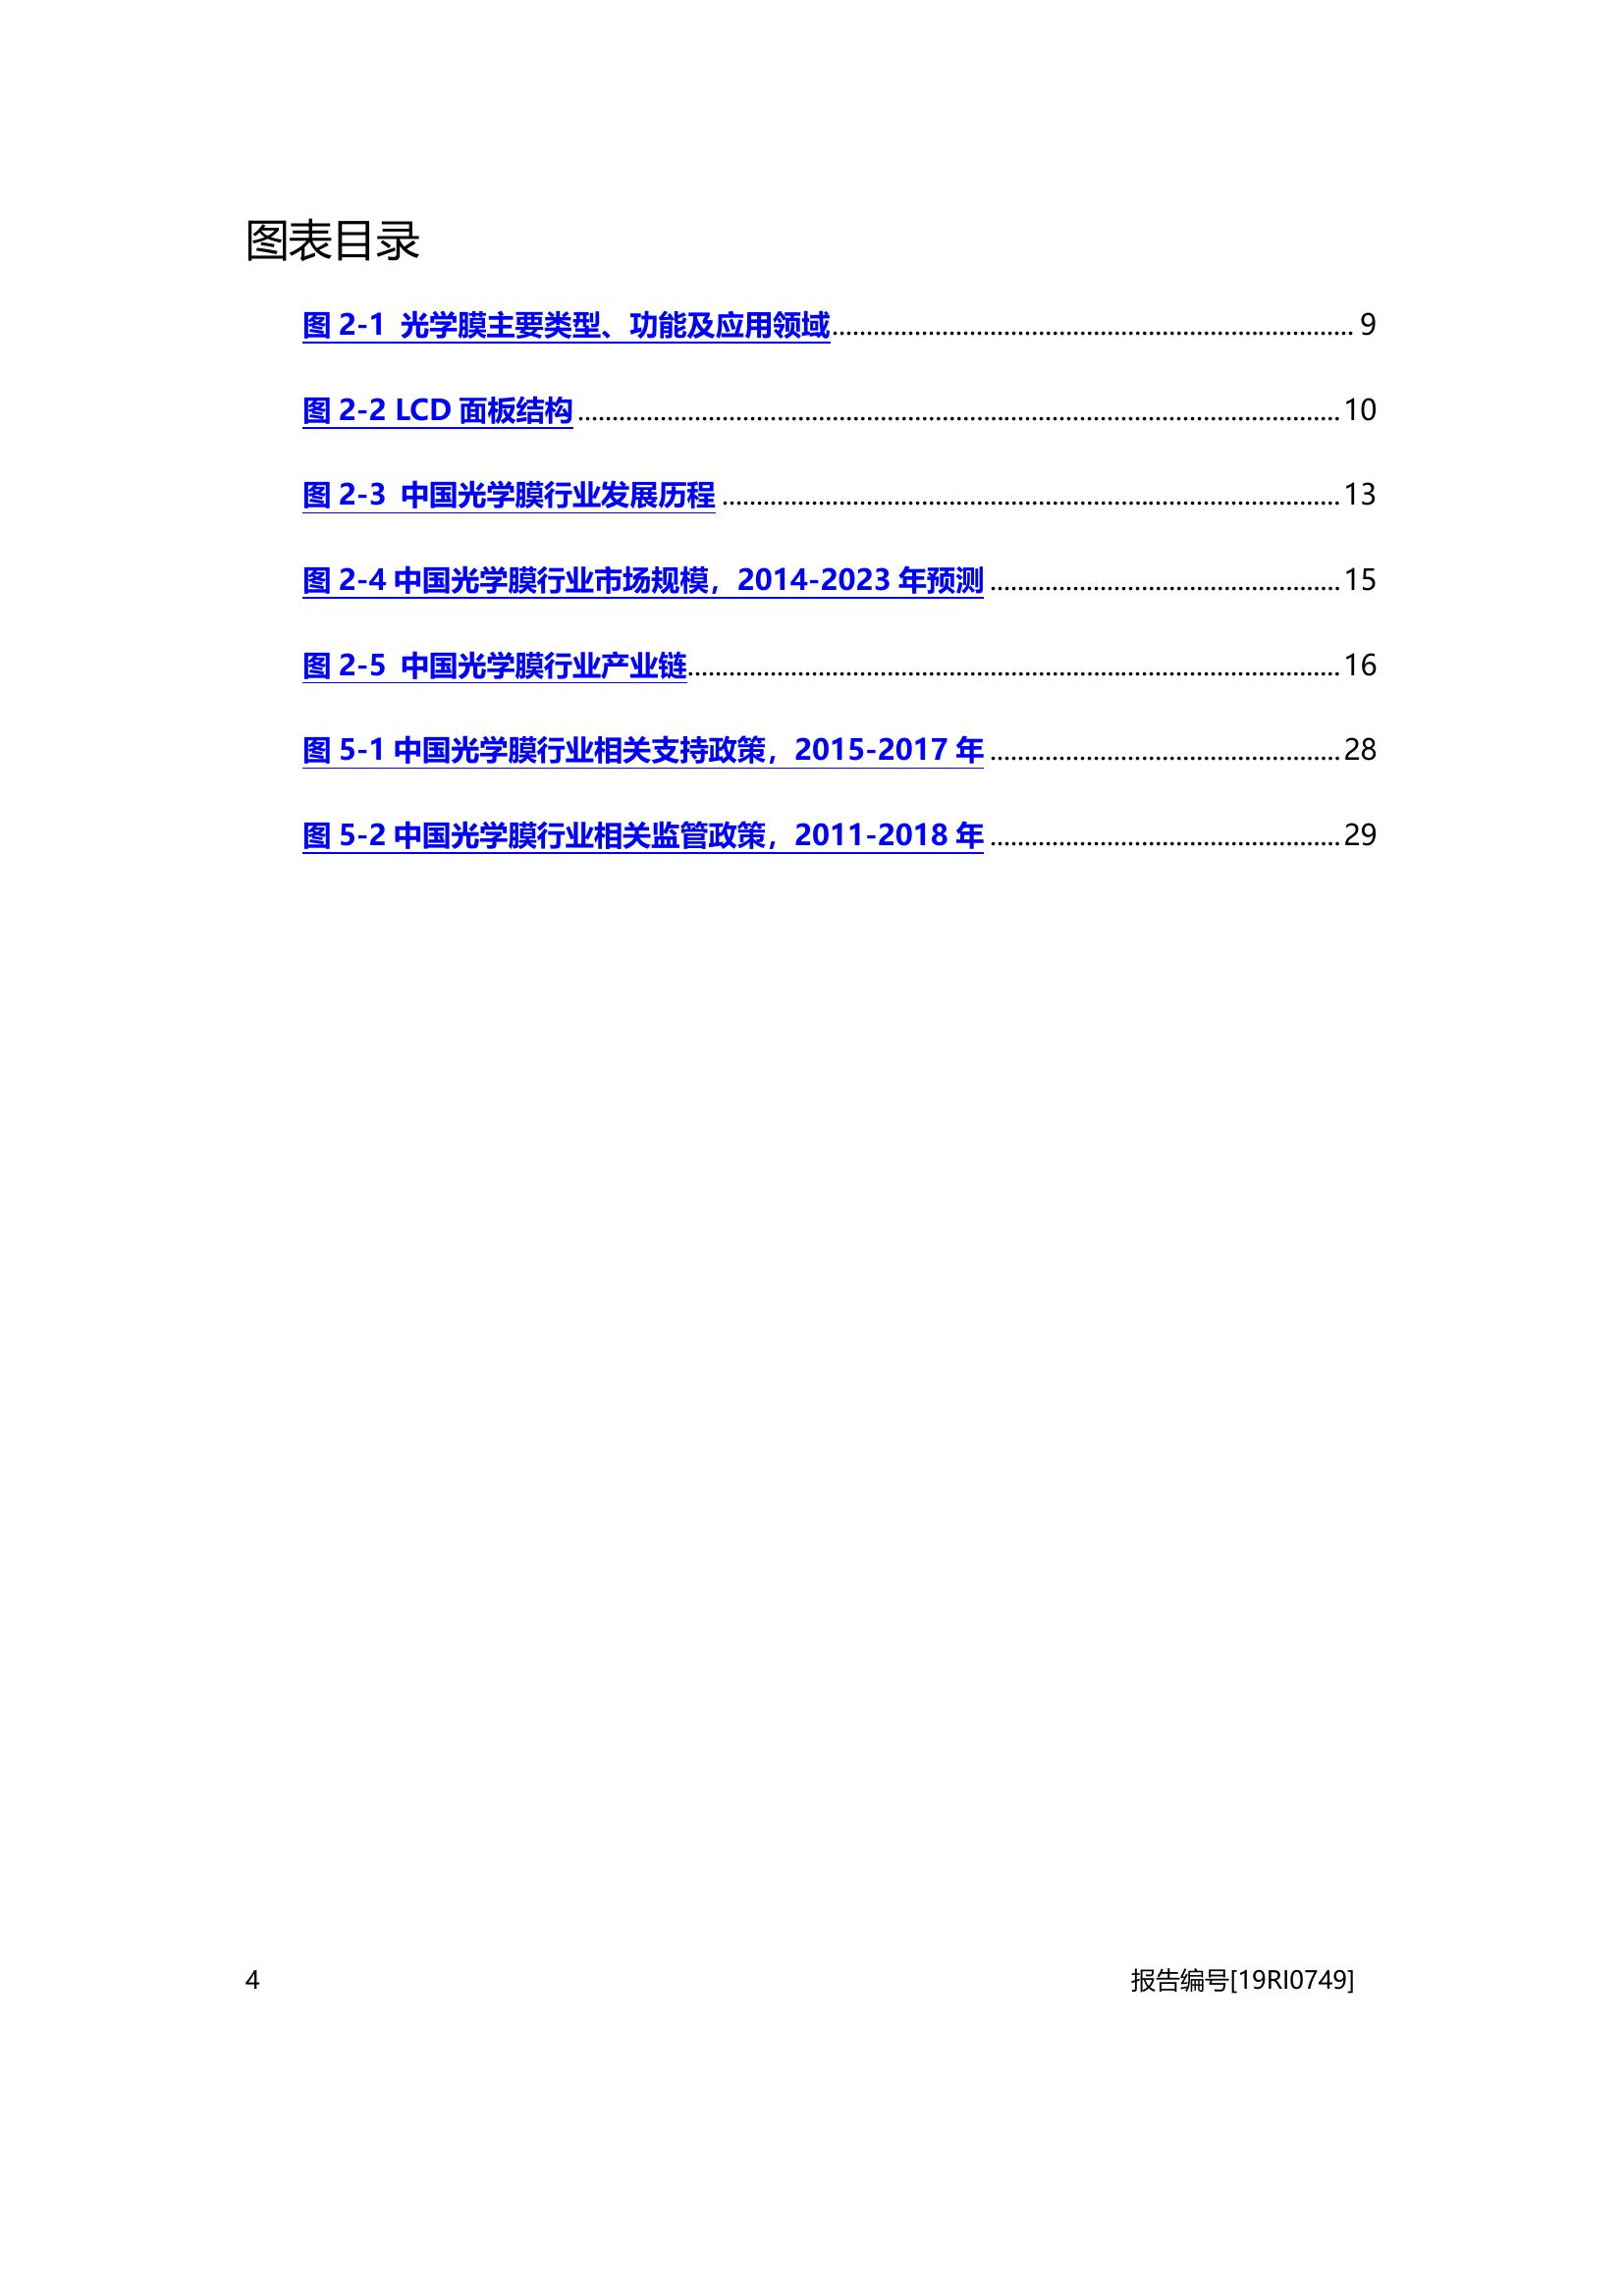 图表目录
图 2-1 光学膜主要类型、功能及应用领域........................................................................... 9
图 2-2 LCD 面板结构............................................................................................................... 10
图 2-3 中国光学膜行业发展历程.......................................................................................... 13
图 2-4 中国光学膜行业市场规模，2014-2023 年预测.................................................... 15
图 2-5 中国光学膜行业产业链.............................................................................................. 16
图 5-1 中国光学膜行业相关支持政策，2015-2017 年................................................... 28
图 5-2 中国光学膜行业相关监管政策，2011-2018 年................................................... 29
4 报告编号[19RI0749]